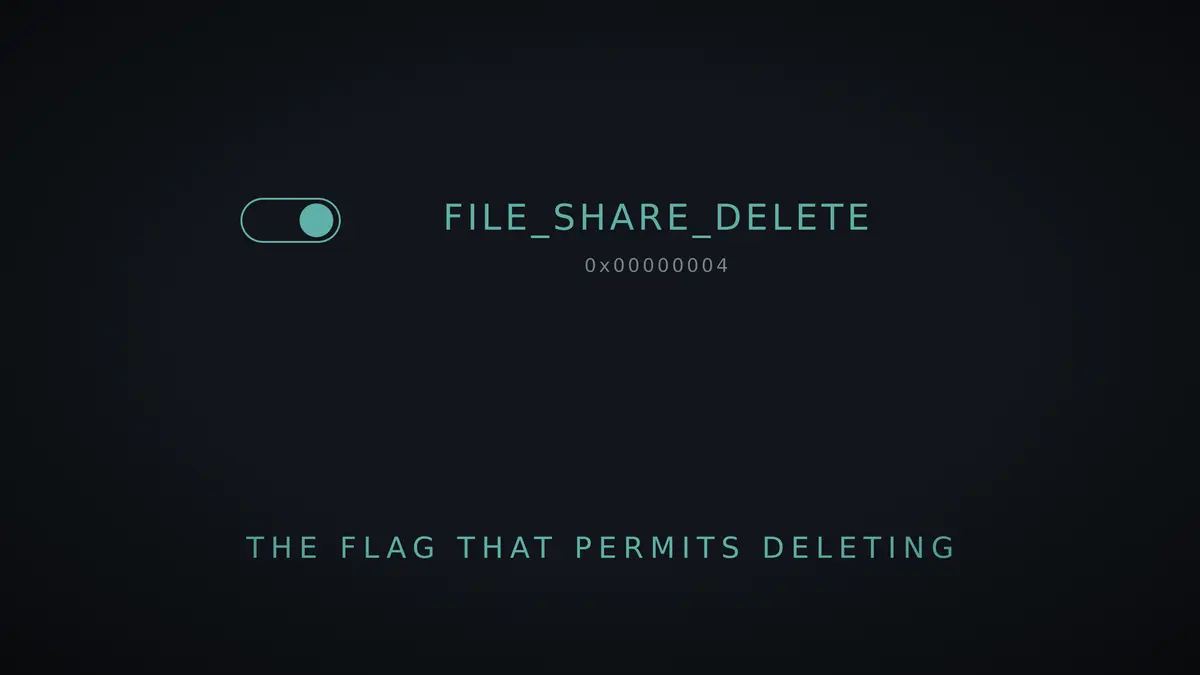 FILE_SHARE_DELETE
0x00000004
THE FLAG THAT PERMITS DELETING